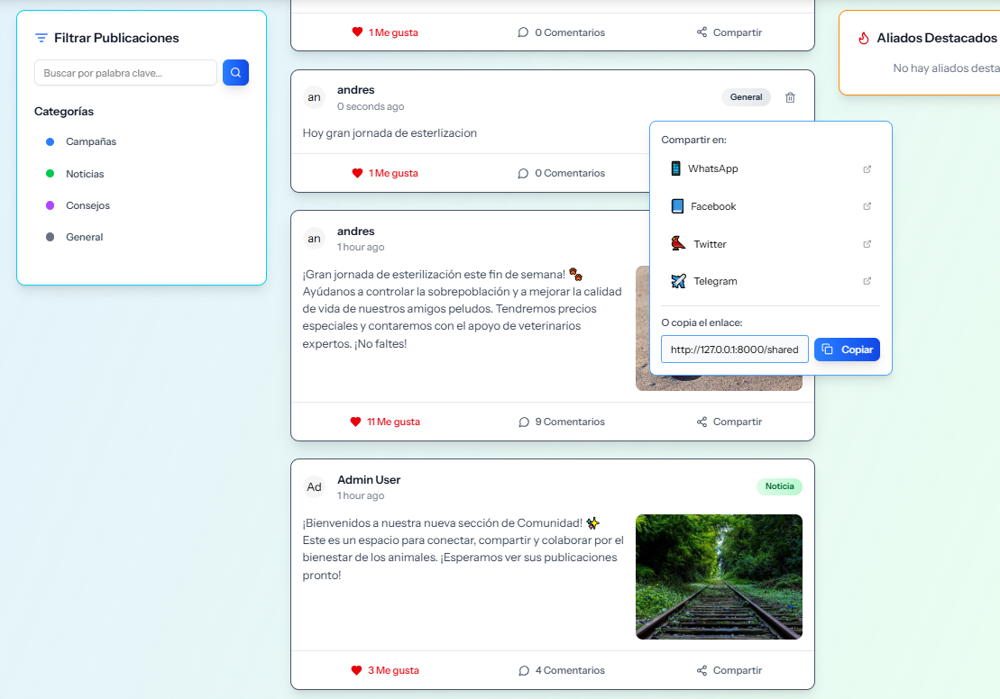 Filtrar Publicaciones
Buscar por palabra clave...
Categorías
Campañas
Noticias
Consejos
General
1 Me gusta
0 Comentarios
Compartir
an
andres
0 seconds ago
General
Hoy gran jornada de esterlizacion
1 Me gusta
0 Comentarios
Compartir en:
WhatsApp
Facebook
Twitter
Telegram
O copia el enlace:
http://127.0.0.1:8000/shared
Copiar
an
andres
1 hour ago
¡Gran jornada de esterilización este fin de semana!
Ayúdanos a controlar la sobrepoblación y a mejorar la calidad
de vida de nuestros amigos peludos. Tendremos precios
especiales y contaremos con el apoyo de veterinarios
expertos. ¡No faltes!
11 Me gusta
9 Comentarios
Compartir
Ad
Admin User
1 hour ago
Noticia
¡Bienvenidos a nuestra nueva sección de Comunidad! ✨
Este es un espacio para conectar, compartir y colaborar por el
bienestar de los animales. ¡Esperamos ver sus publicaciones
pronto!
3 Me gusta
4 Comentarios
Compartir
Aliados Destacados
No hay aliados desta